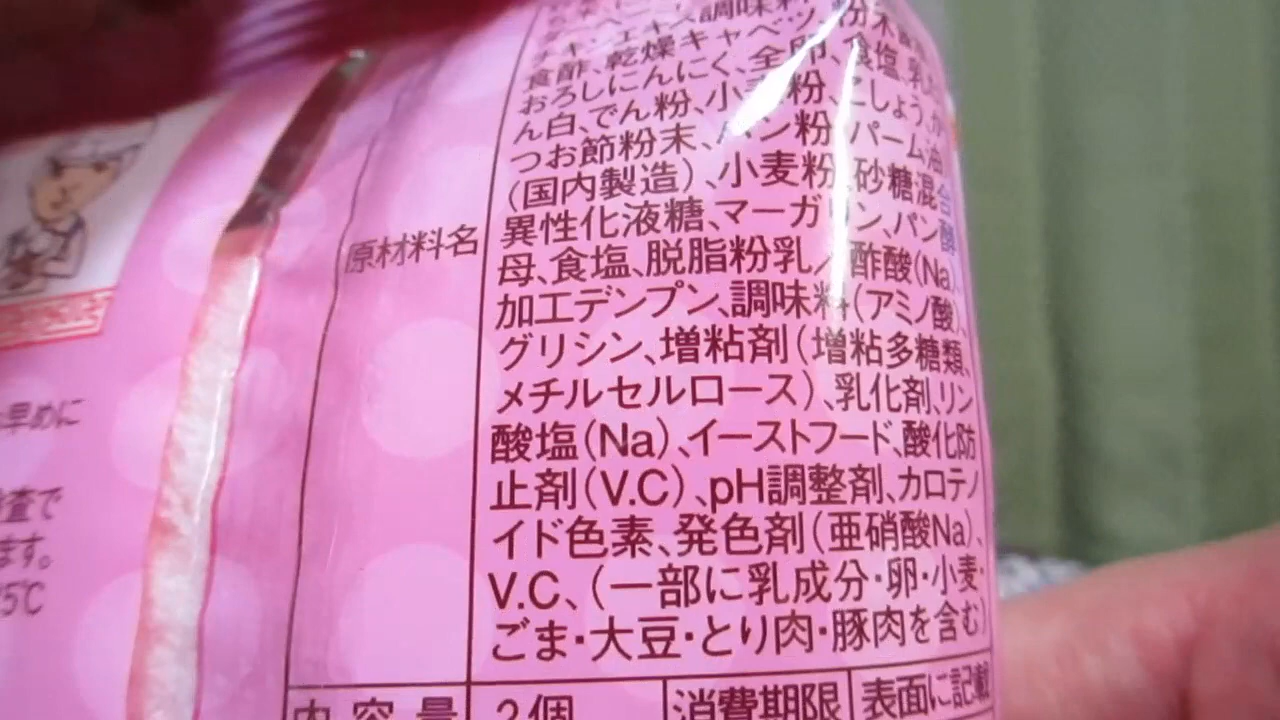 チキンエキス調味料、粉末
食酢、乾燥キャベツ、全卵、食塩、乳
おろしにんにく、
ん白、でん粉、小麦粉、こしょう、か
つお節粉末、パン粉、パーム油
(国内製造)、小麦粉、砂糖混合
異性化液糖、マーガリン、パン酵
原材料名
母、食塩、脱脂粉乳/酢酸(Na)、
加工デンプン、調味料(アミノ酸)、
グリシン、増粘剤(増粘多糖類、
メチルセルロース)、乳化剤、リン
酸塩(Na)、イーストフード、酸化防
止剤(V.C)、pH調整剤、カロテノ
イド色素、発色剤(亜硝酸Na)、
V.C、(一部に乳成分・卵・小麦・
ごま・大豆・とり肉・豚肉を含む)
早めに
査で
ます。
5℃
内容量 2個 消費期限 表面に記載